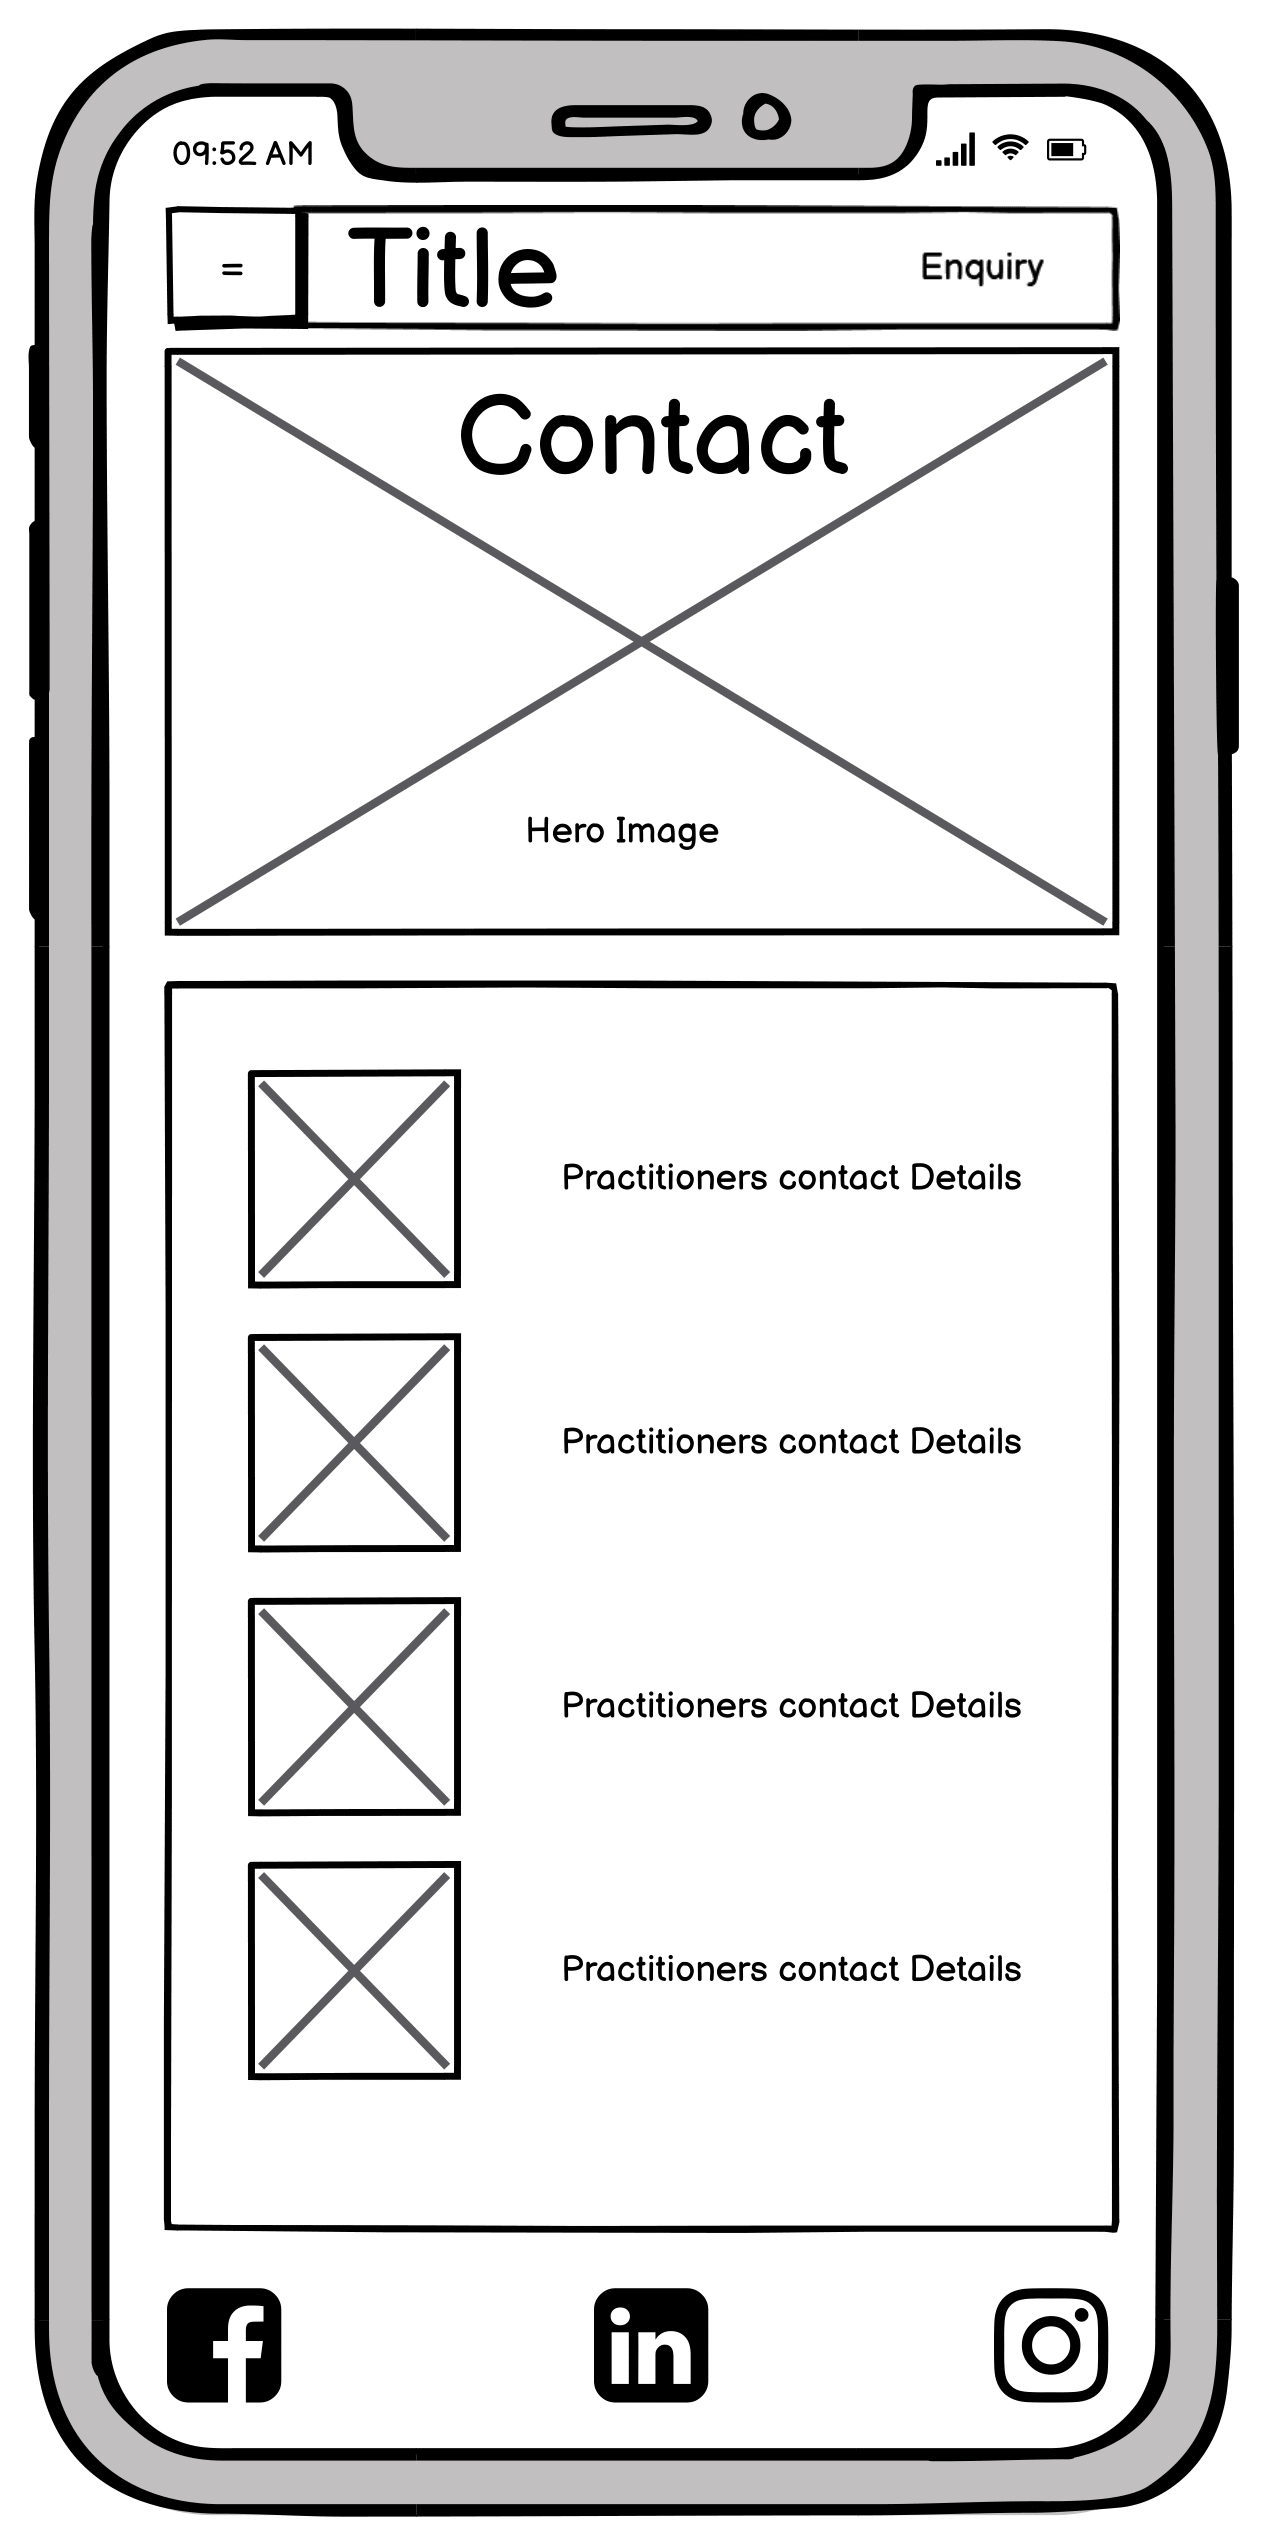 09:52 AM
= Title Enquiry
Contact
Hero Image
Practitioners contact Details
Practitioners contact Details
Practitioners contact Details
Practitioners contact Details
f in